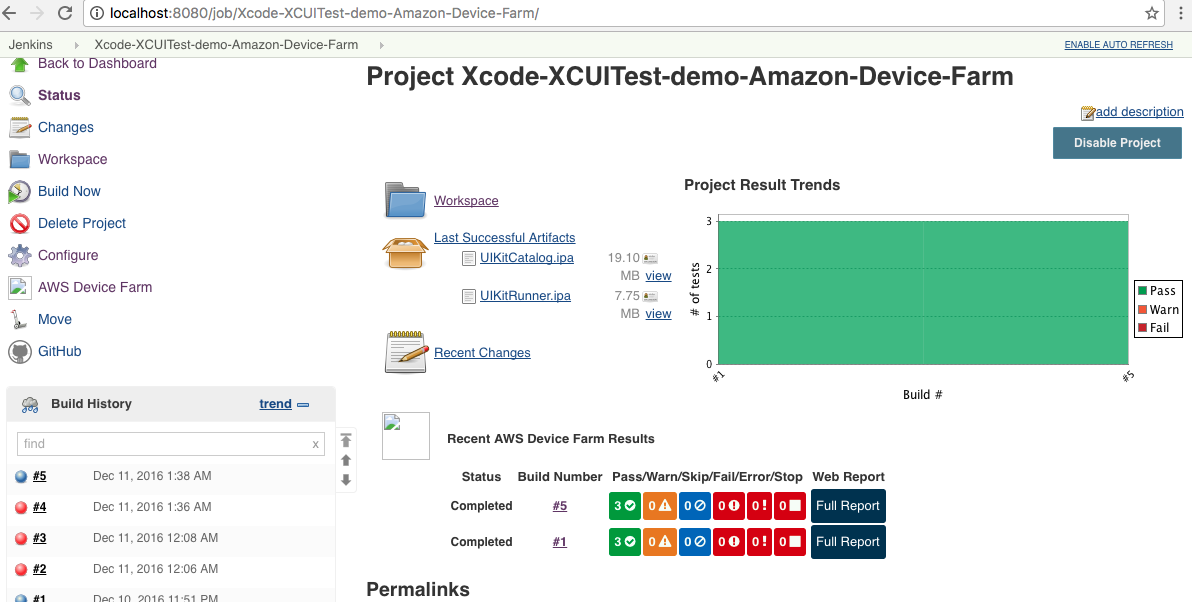 localhost:8080/job/Xcode-XCUITest-demo-Amazon-Device-Farm/
Jenkins Xcode-XCUITest-demo-Amazon-Device-Farm ENABLE AUTO REFRESH
Back to Dashboard
Status
Changes
Workspace
Build Now
Delete Project
Configure
AWS Device Farm
Move
GitHub
Build History trend
find x
#5 Dec 11, 2016 1:38 AM
#4 Dec 11, 2016 1:36 AM
#3 Dec 11, 2016 12:08 AM
#2 Dec 11, 2016 12:06 AM
#1 Dec 10, 2016 11:51 PM
Project Xcode-XCUITest-demo-Amazon-Device-Farm
add description
Disable Project
Workspace
Last Successful Artifacts
UIKitCatalog.ipa 19.10
MB view
UIKitRunner.ipa 7.75
MB view
Recent Changes
Project Result Trends
# of tests
3
2
1
0
#1 #5
Build #
Pass
Warn
Fail
Recent AWS Device Farm Results
Status Build Number Pass/Warn/Skip/Fail/Error/Stop Web Report
Completed #5 3 0 0 0 0 ! 0 Full Report
Completed #1 3 0 0 0 0 ! 0 Full Report
Permalinks